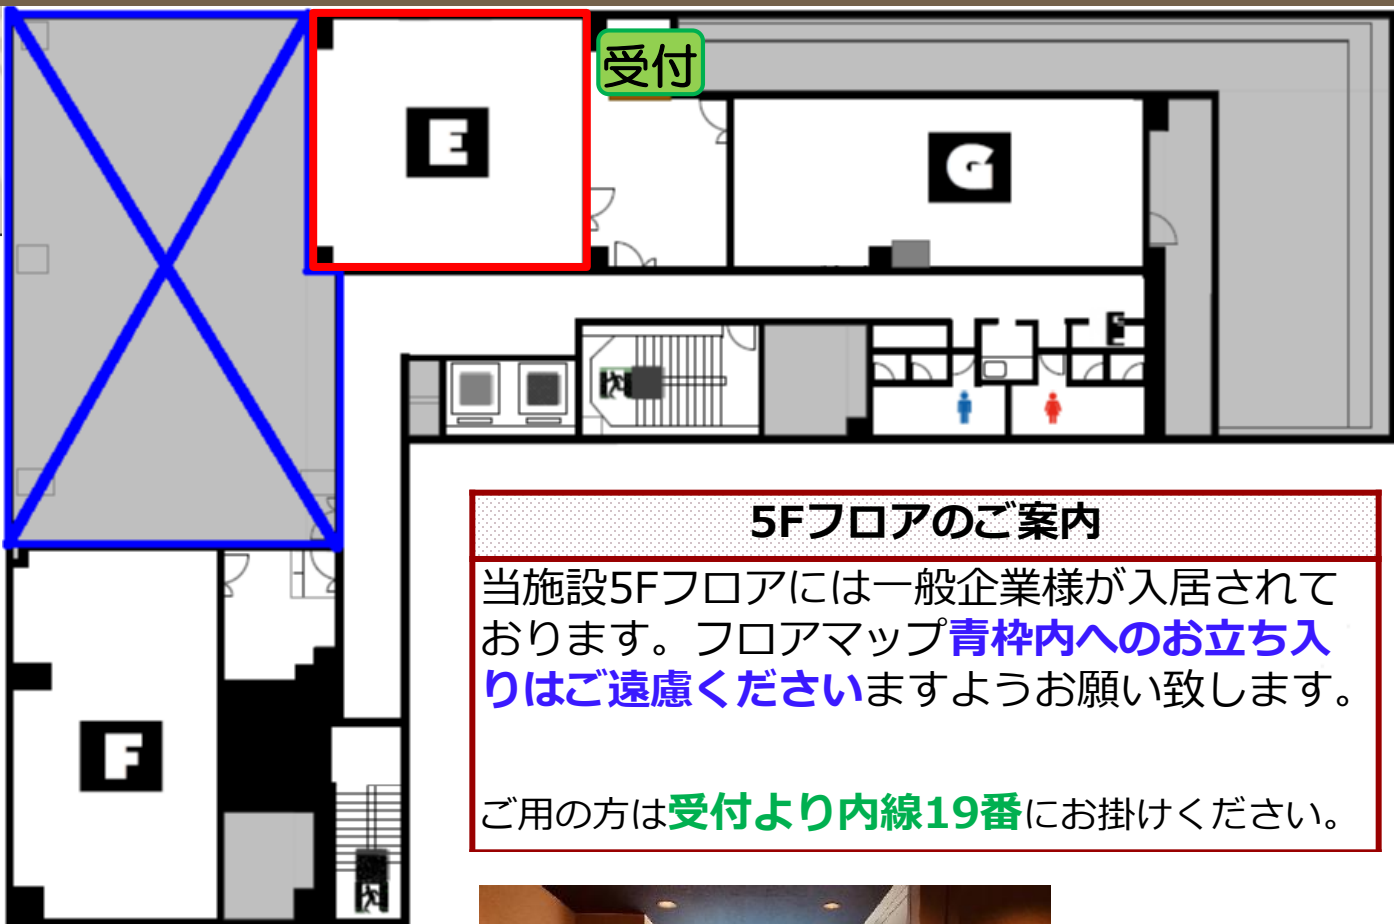 受付
E
G
5Fフロアのご案内
当施設5Fフロアには一般企業様が入居されて
おります。フロアマップ青枠内へのお立ち入
りはご遠慮くださいますようお願い致します。
ご用の方は受付より内線19番にお掛けください。
F